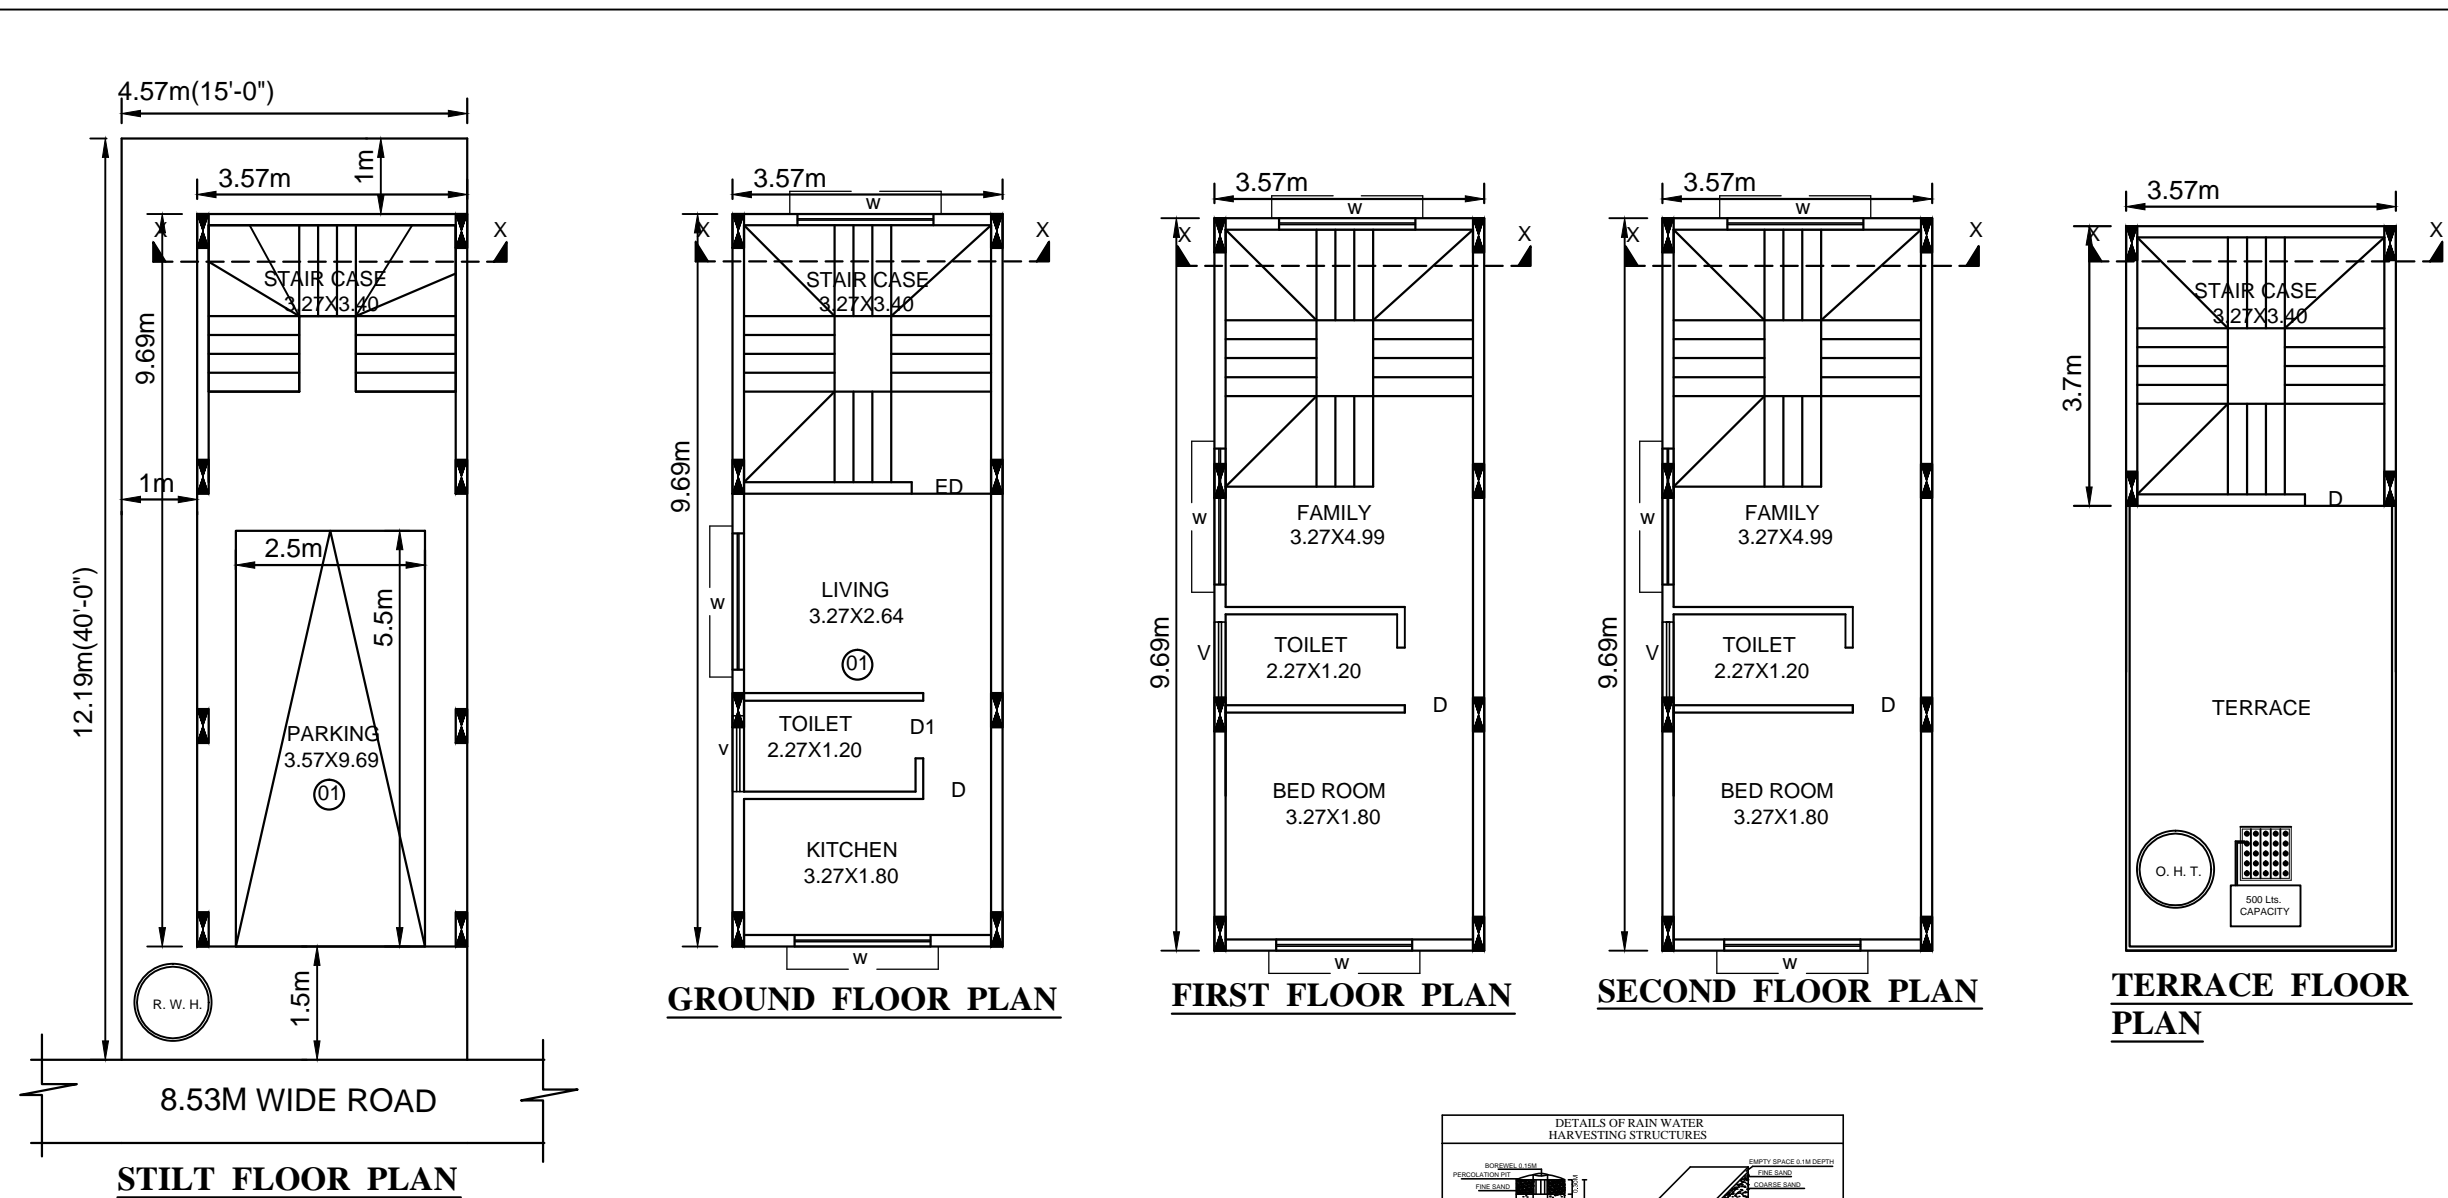 4.57m(15'-0")
12.19m(40'-0")
1m
3.57m
X
X
9.69m
STAIR CASE
3.27X3.40
1m
2.5m
5.5m
PARKING
3.57X9.69
01
R. W. H.
1.5m
8.53M WIDE ROAD
STILT FLOOR PLAN
3.57m
W
X
X
STAIR CASE
3.27X3.40
9.69m
ED
W
LIVING
3.27X2.64
01
TOILET
2.27X1.20
D1
V
D
KITCHEN
3.27X1.80
W
GROUND FLOOR PLAN
3.57m
W
X
X
W
FAMILY
3.27X4.99
9.69m
V
TOILET
2.27X1.20
D
BED ROOM
3.27X1.80
W
FIRST FLOOR PLAN
3.57m
W
X
X
W
FAMILY
3.27X4.99
9.69m
V
TOILET
2.27X1.20
D
BED ROOM
3.27X1.80
W
SECOND FLOOR PLAN
3.57m
X
X
STAIR CASE
3.27X3.40
3.7m
D
TERRACE
O. H. T.
500 Lts.
CAPACITY
TERRACE FLOOR
PLAN
DETAILS OF RAIN WATER
HARVESTING STRUCTURES
BOREWEL 0.15M
PERCOLATION PIT
FINE SAND
0.30M
EMPTY SPACE 0.1M DEPTH
FINE SAND
COARSE SAND